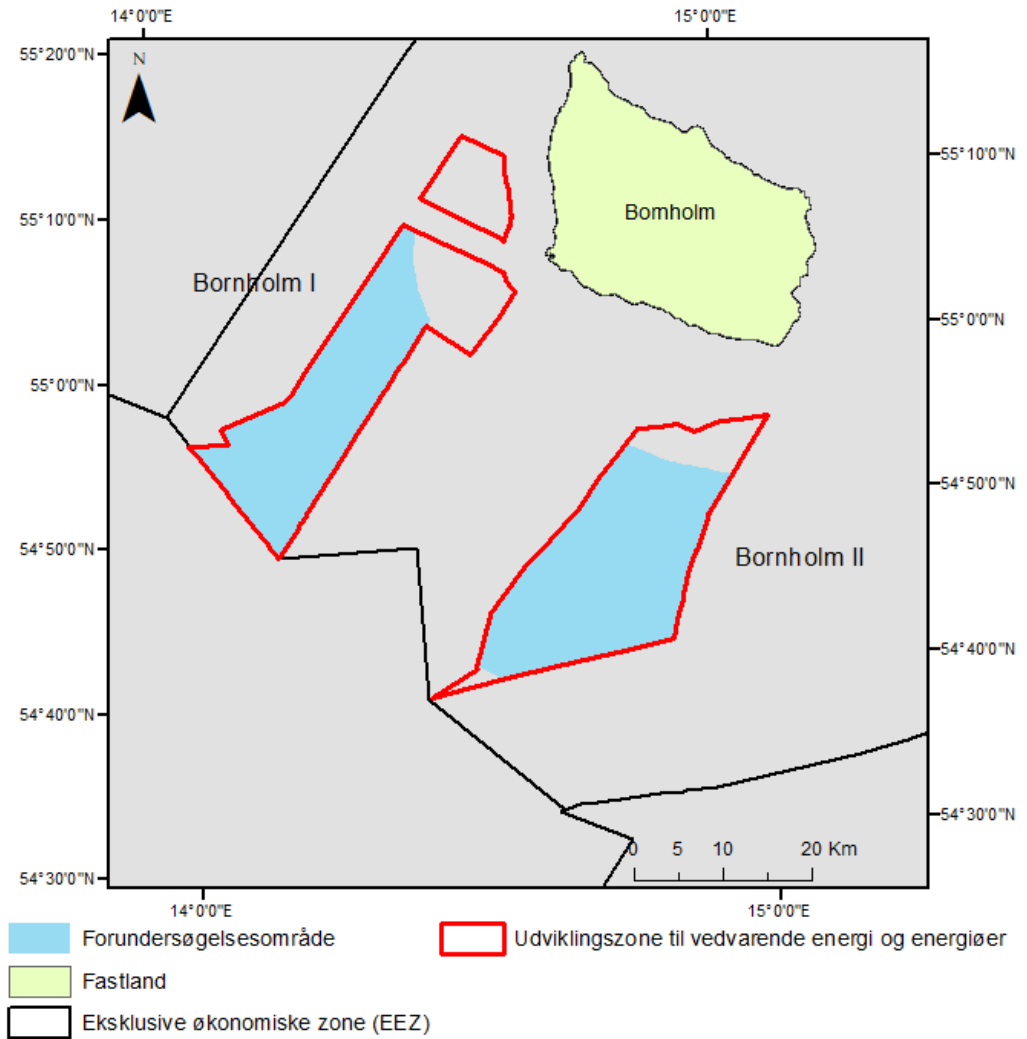 14°0'0"E 15°0'0"E
55°20'0"N
N
55°10'0"N
Bornholm
55°10'0"N
Bornholm I
55°0'0"N
55°0'0"N
54°50'0"N
54°50'0"N
Bornholm II
54°40'0"N
54°40'0"N
54°30'0"N
0 5 10 20 Km
54°30'0"N
14°0'0"E 15°0'0"E
Forundersøgelsesområde Udviklingszone til vedvarende energi og energiøer
Fastland
Eksklusive økonomiske zone (EEZ)